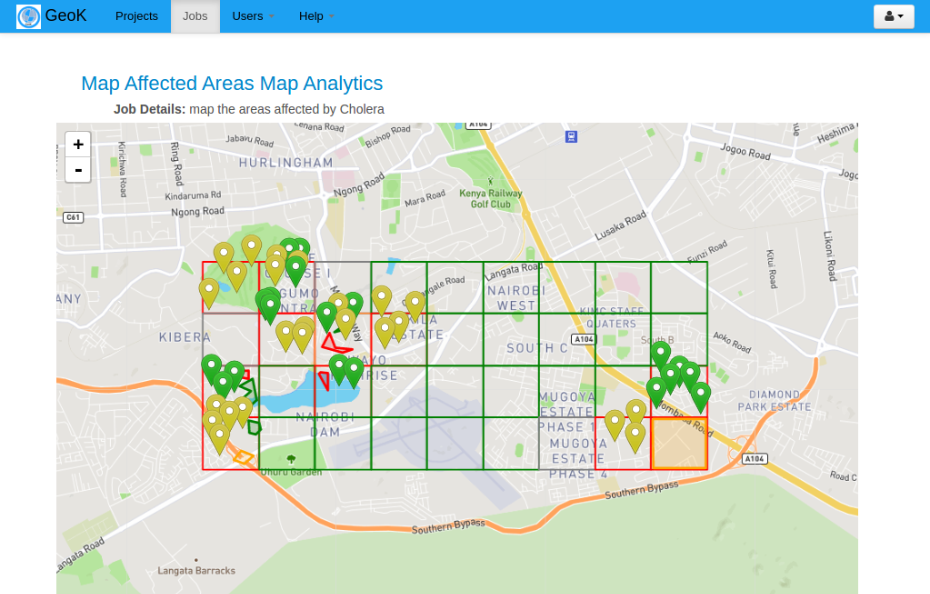 GeoK
Projects
Jobs
Users
Help
Map Affected Areas Map Analytics
Job Details: map the areas affected by Cholera
+
-
Lenana Road
Bishop Road
A104
Heshima
Jabavu Road
Kirichwa Road
Ring Road
HURLINGHAM
Jogoo Road
Ngong Road
Kindaruma Rd
Mara Road
Kenya Railway
Golf Club
Ngong Road
C61
Lusaka Road
Likoni Road
Funzi Road
Kitui Road
Langata Road
NAIROBI
WEST
ANY
KIBERA
ESTATE
KIMC STAFF
QUATERS
A104
South B
Aoko Road
SOUTH C
MUGOYA
ESTATE
PHASE 1
DIAMOND
PARK ESTATE
Mombasa Road
NAIROBI
DAM
MUGOYA
ESTATE
PHASE 4
A104
Uhuru Garden
Road C
Southern Bypass
Southern Bypass
Langata Road
Langata Barracks